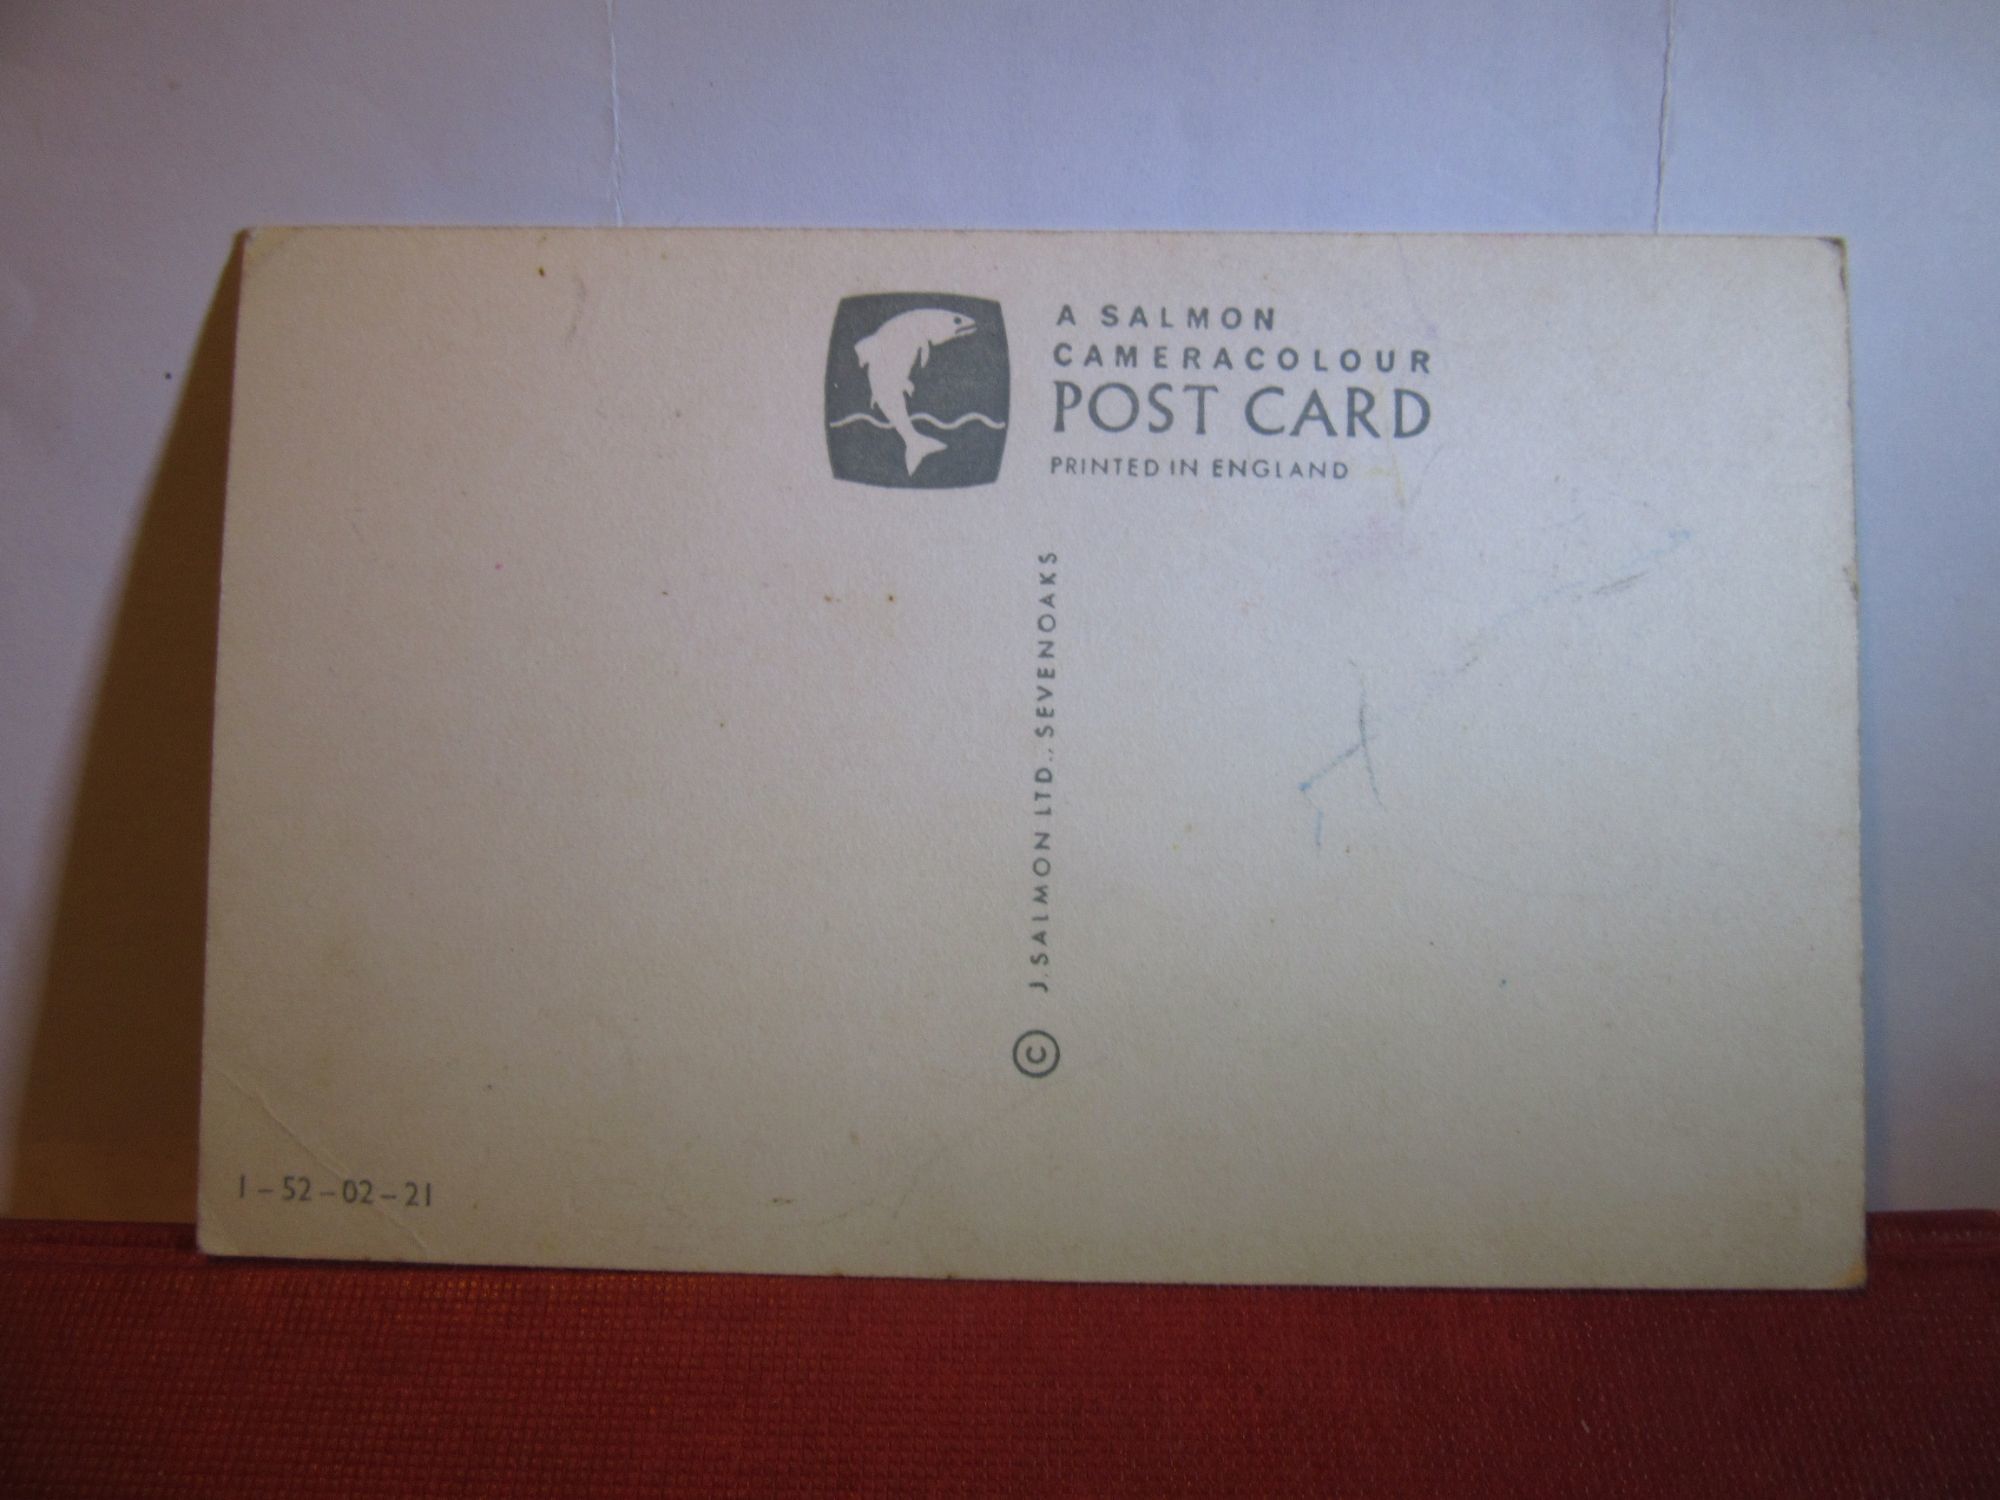 A SALMON
CAMERACOLOUR
POST CARD
PRINTED IN ENGLAND
© J. SALMON LTD., SEVENOAKS
1-52-02-21